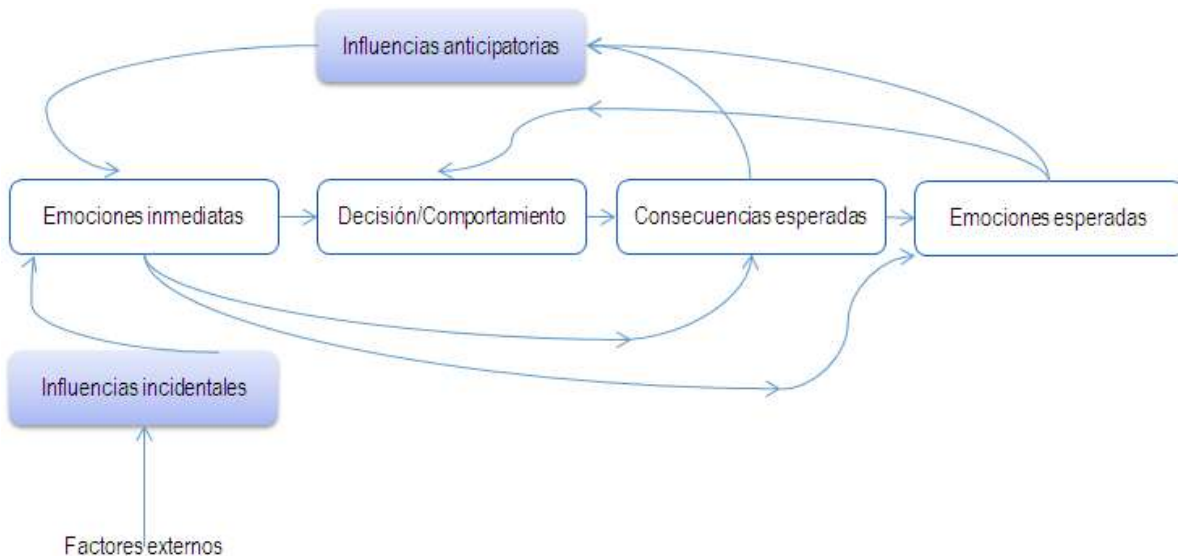 Influencias anticipatorias
Emociones inmediatas
Decisión/Comportamiento
Consecuencias esperadas
Emociones esperadas
Influencias incidentales
Factores externos